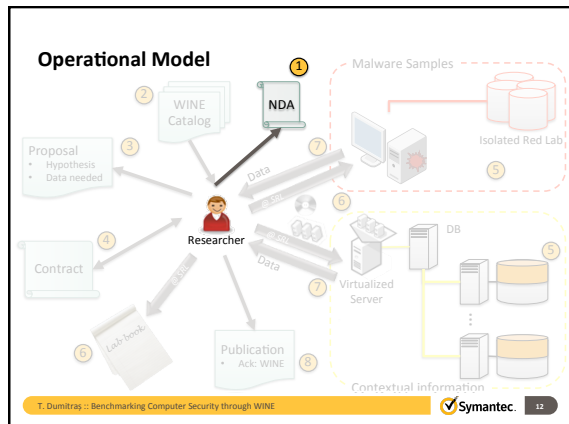 Operational Model
1
NDA
2
WINE
Catalog
3
Proposal
• Hypothesis
• Data needed
4
Contract
Researcher
6
Lab book
Publication
• Ack: WINE
8
Malware Samples
Isolated Red Lab
5
7
Data
6
Data
7
Virtualized
Server
DB
5
Contextual information
T. Dumitraș :: Benchmarking Computer Security through WINE
Symantec.
12